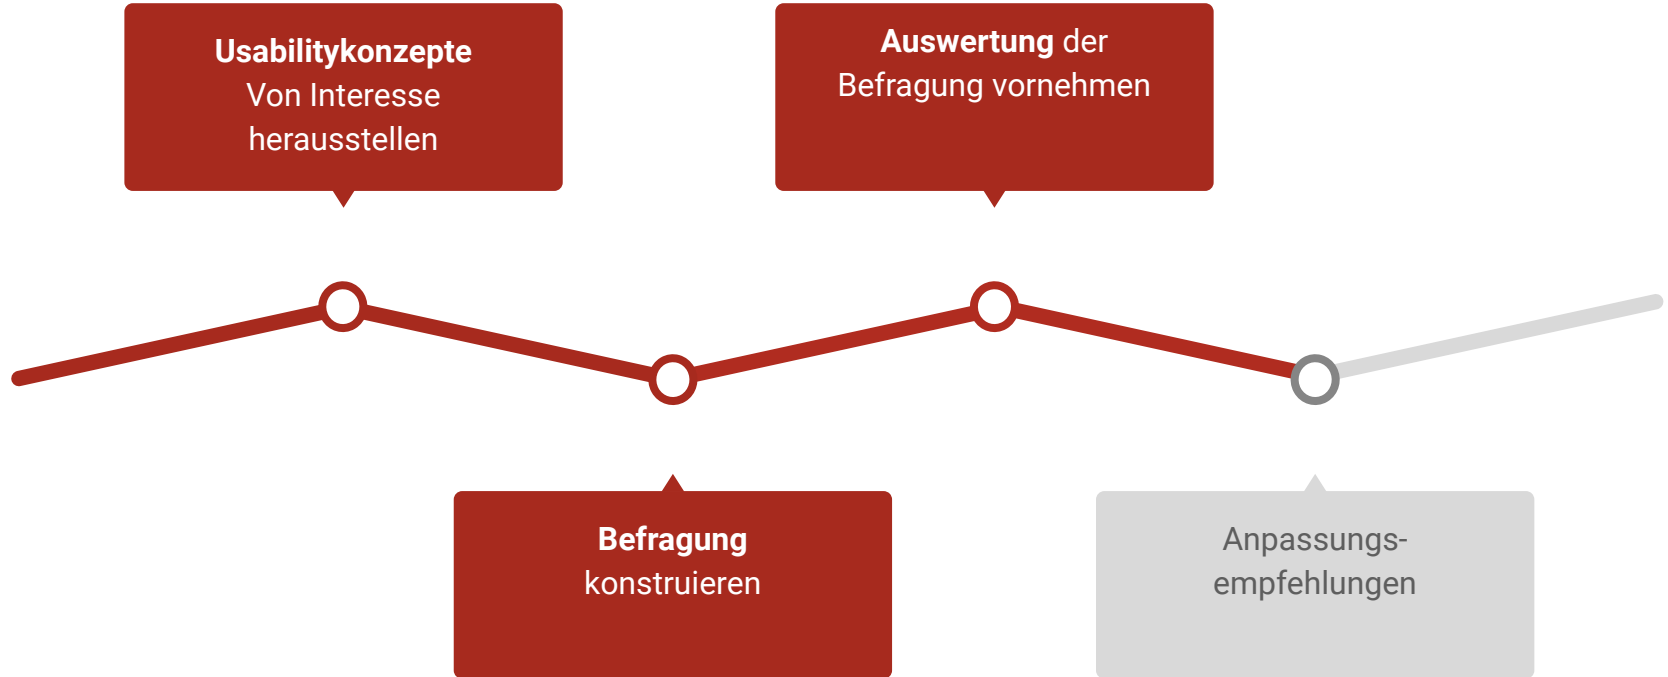 Usabilitykonzepte
Von Interesse
herausstellen
Auswertung der
Befragung vornehmen
Befragung
konstruieren
Anpassungs-
empfehlungen